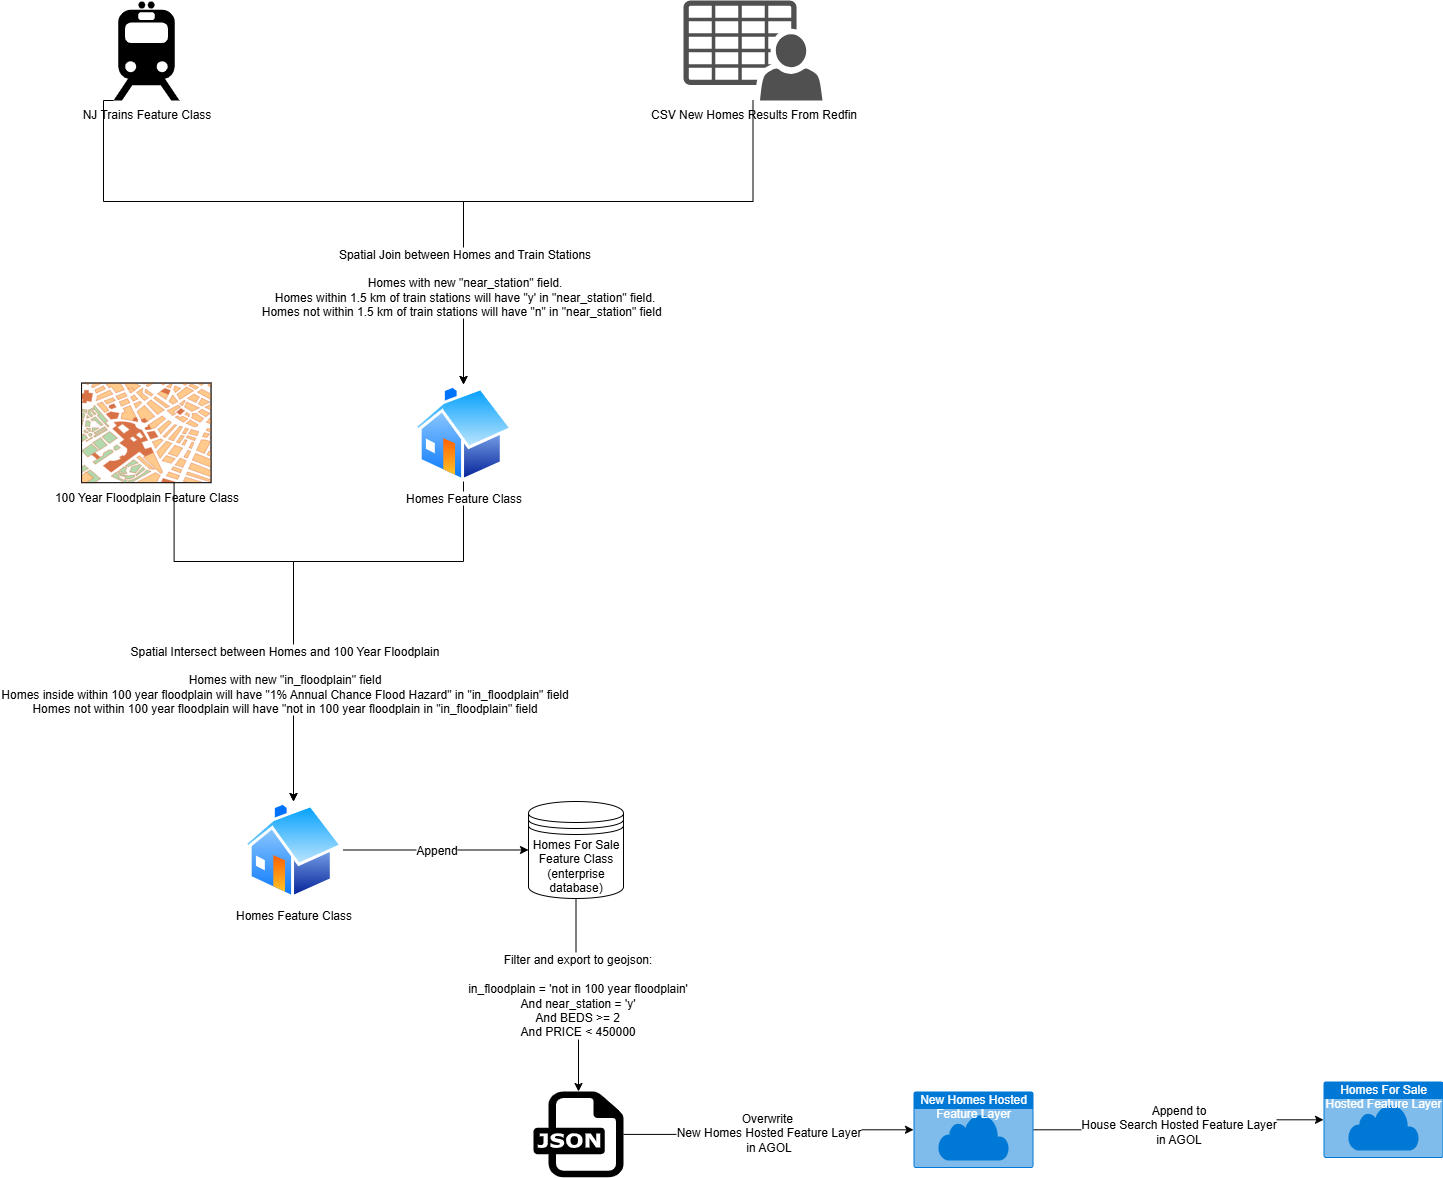 NJ Trains Feature Class
CSV New Homes Results From Redfin
Spatial Join between Homes and Train Stations
Homes with new "near_station" field.
Homes within 1.5 km of train stations will have "y' in "near_station" field.
Homes not within 1.5 km of train stations will have "n" in "near_station" field
100 Year Floodplain Feature Class
Homes Feature Class
Spatial Intersect between Homes and 100 Year Floodplain
Homes with new "in_floodplain" field
Homes inside within 100 year floodplain will have "1% Annual Chance Flood Hazard" in "in_floodplain" field
Homes not within 100 year floodplain will have "not in 100 year floodplain in "in_floodplain" field
Homes Feature Class
Append
Homes For Sale
Feature Class
(enterprise
database)
Filter and export to geojson:
in_floodplain = 'not in 100 year floodplain'
And near_station = 'y'
And BEDS >= 2
And PRICE < 450000
JSON
Overwrite
New Homes Hosted Feature Layer
in AGOL
New Homes Hosted
Feature Layer
Append to
House Search Hosted Feature Layer
in AGOL
Homes For Sale
Hosted Feature Layer